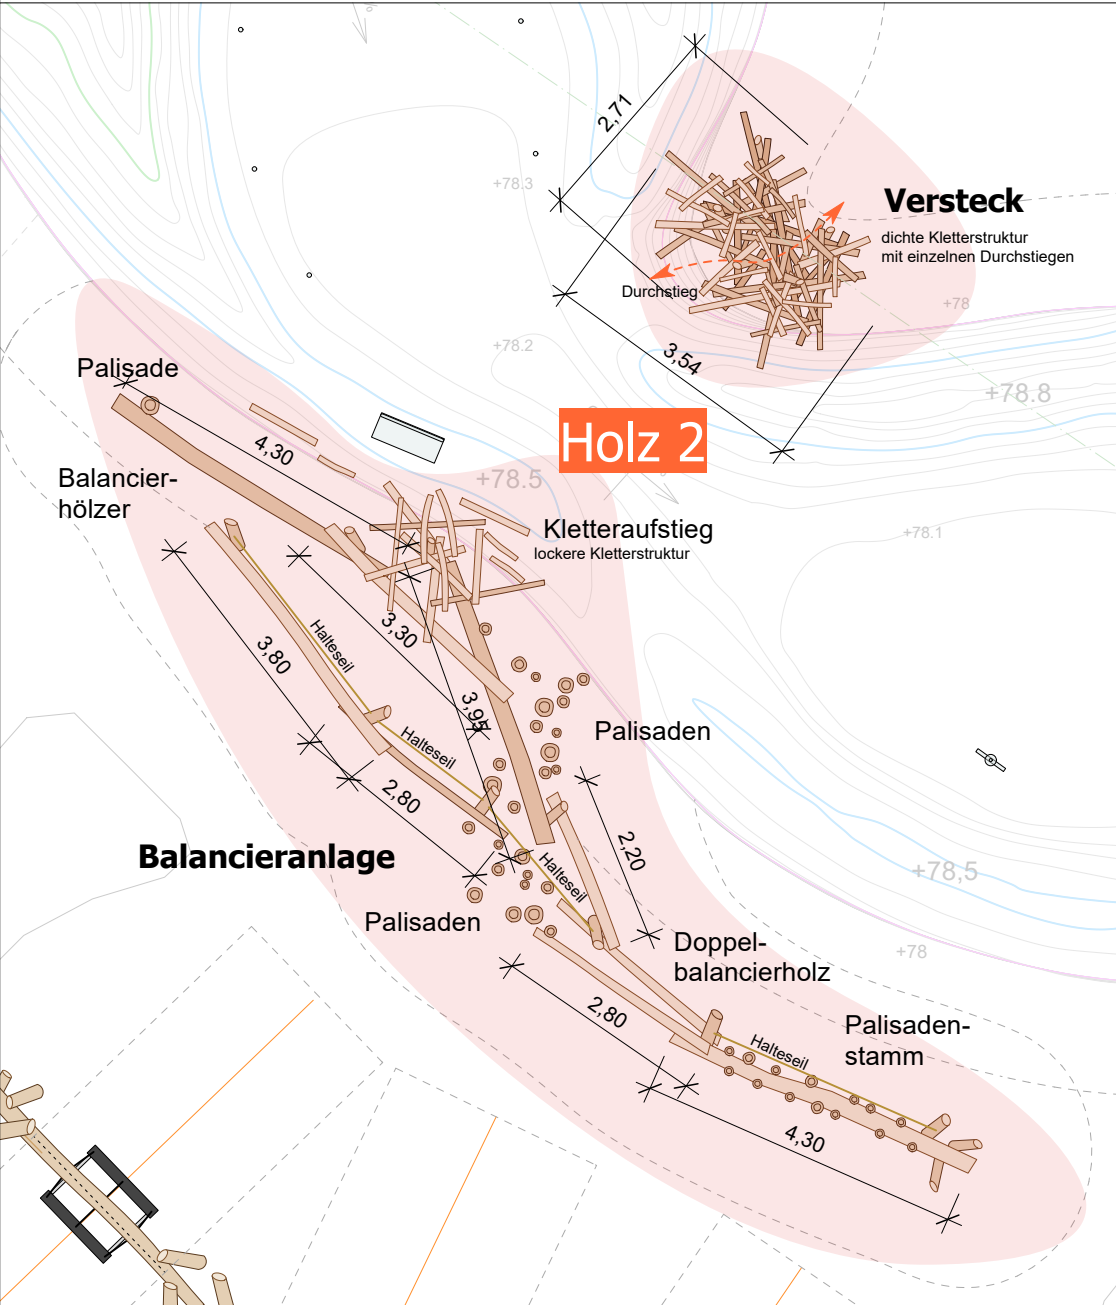 2,71
+78.3
Versteck
dichte Kletterstruktur
mit einzelnen Durchstiegen
Durchstieg
+78
+78.2
3,54
Palisade
+78.8
Holz 2
4,30
Balancier-
hölzer
+78.5
Kletteraufstieg
lockere Kletterstruktur
+78.1
3,30
Halteseil
3,80
3,95
Palisaden
Halteseil
2,80
2,20
Balancieranlage
Halteseil
+78,5
Palisaden
Doppel-
balancierholz
+78
2,80
Palisaden-
stamm
Halteseil
4,30